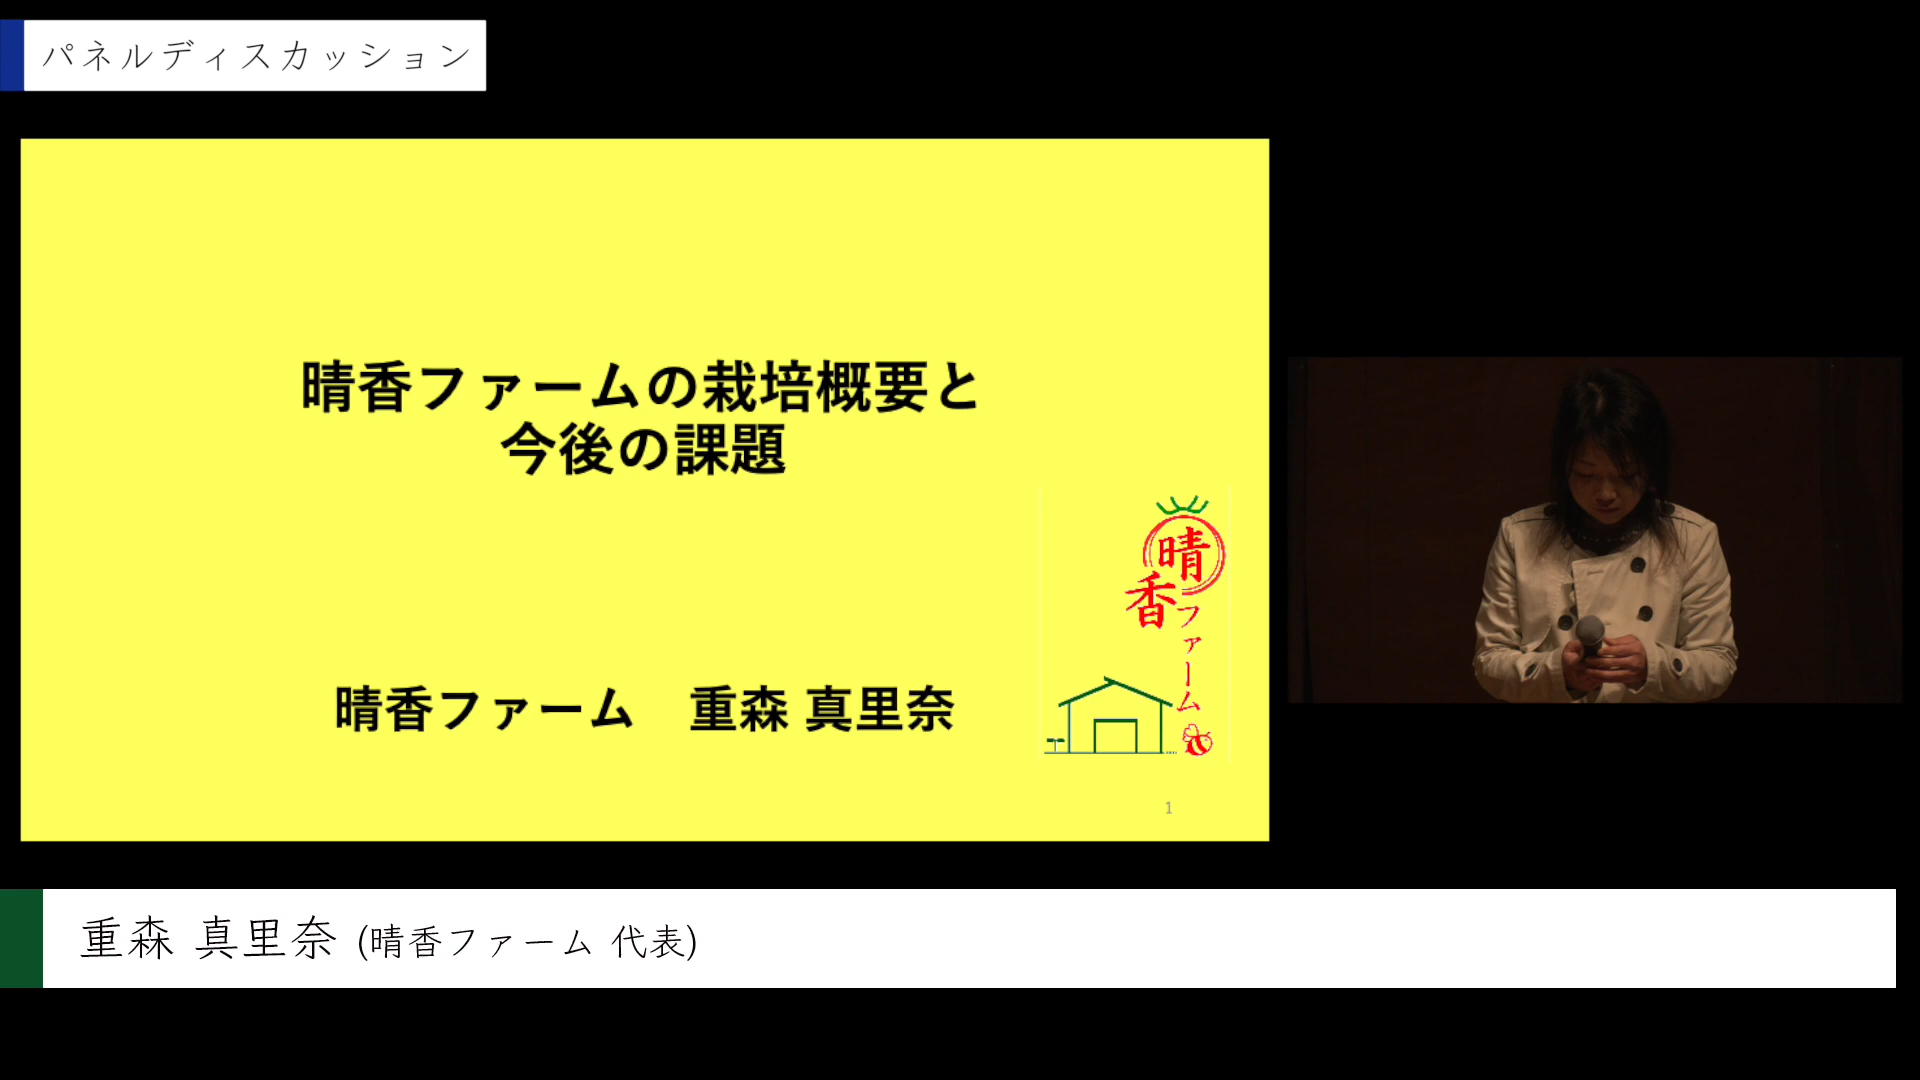 パネルディスカッション
晴香ファームの栽培概要と
今後の課題
晴香ファーム
晴香ファーム　重森 真里奈
1
重森 真里奈 (晴香ファーム 代表)